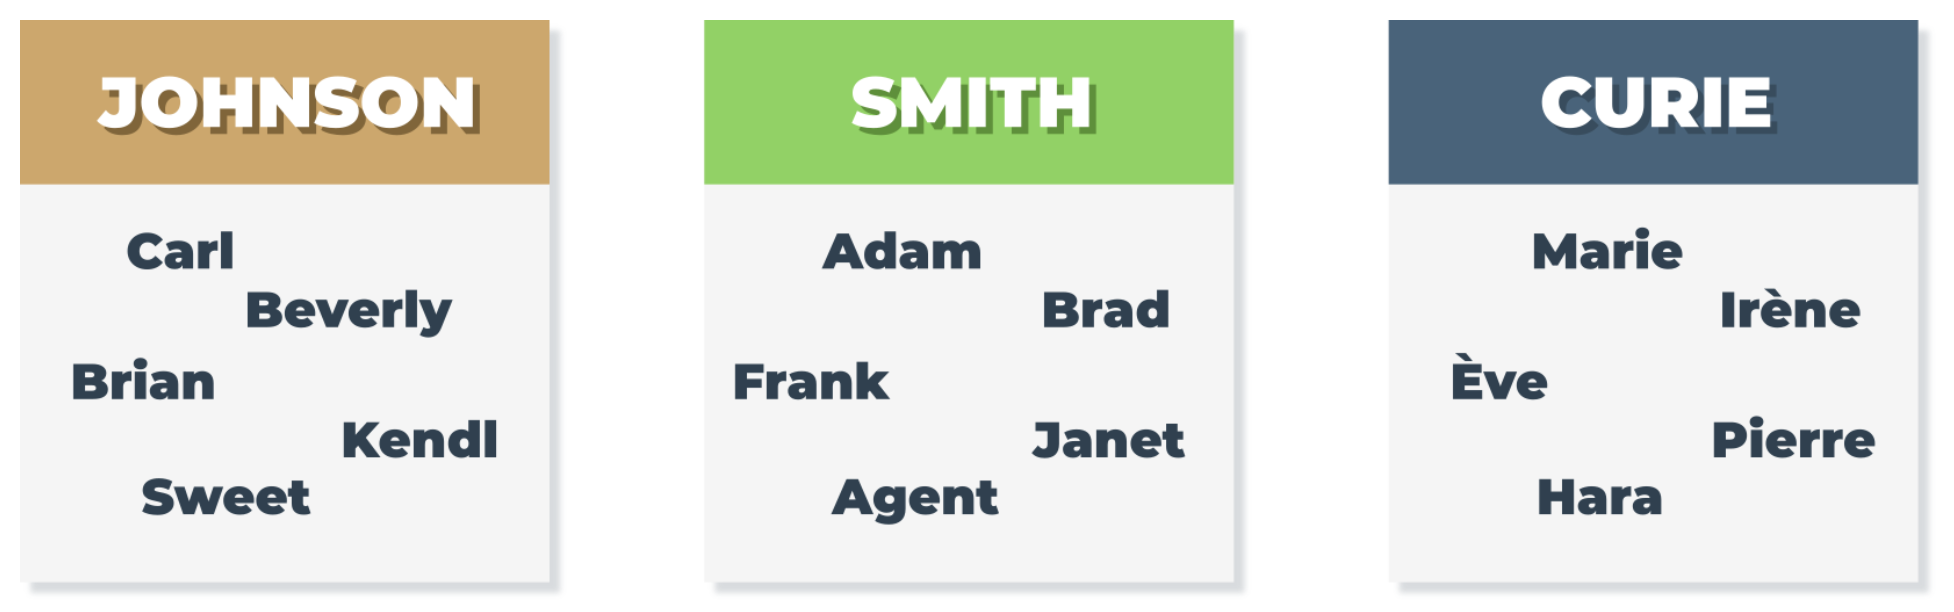 JOHNSON
Carl
Beverly
Brian
Kendl
Sweet
SMITH
Adam
Brad
Frank
Janet
Agent
CURIE
Marie
Irène
Ève
Pierre
Hara